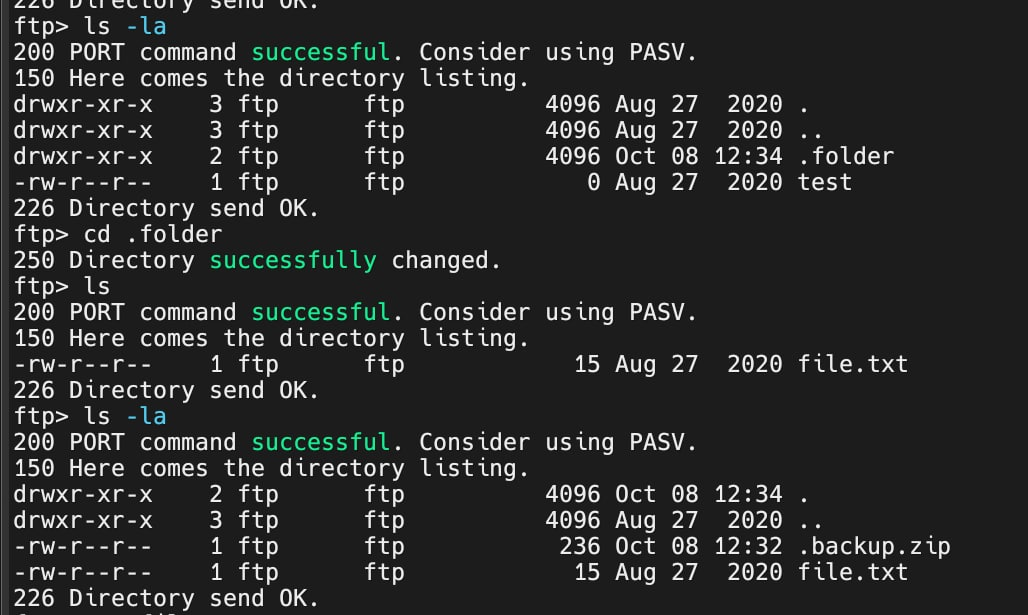 226 Directory send OK.
ftp> ls -la
200 PORT command successful. Consider using PASV.
150 Here comes the directory listing.
drwxr-xr-x    3 ftp      ftp          4096 Aug 27  2020 .
drwxr-xr-x    3 ftp      ftp          4096 Aug 27  2020 ..
drwxr-xr-x    2 ftp      ftp          4096 Oct 08 12:34 .folder
-rw-r--r--    1 ftp      ftp             0 Aug 27  2020 test
226 Directory send OK.
ftp> cd .folder
250 Directory successfully changed.
ftp> ls
200 PORT command successful. Consider using PASV.
150 Here comes the directory listing.
-rw-r--r--    1 ftp      ftp            15 Aug 27  2020 file.txt
226 Directory send OK.
ftp> ls -la
200 PORT command successful. Consider using PASV.
150 Here comes the directory listing.
drwxr-xr-x    2 ftp      ftp          4096 Oct 08 12:34 .
drwxr-xr-x    3 ftp      ftp          4096 Aug 27  2020 ..
-rw-r--r--    1 ftp      ftp           236 Oct 08 12:32 .backup.zip
-rw-r--r--    1 ftp      ftp            15 Aug 27  2020 file.txt
226 Directory send OK.